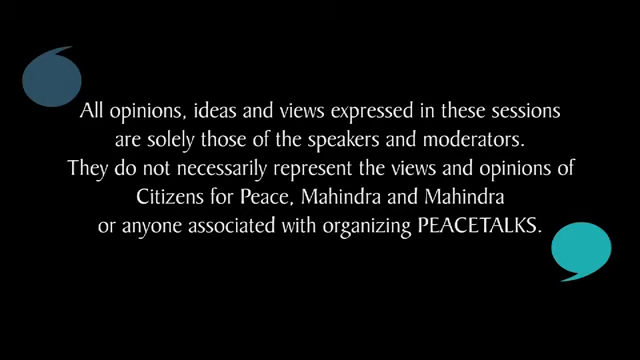 All opinions, ideas and views expressed in these sessions
are solely those of the speakers and moderators.
They do not necessarily represent the views and opinions of
Citizens for Peace, Mahindra and Mahindra
or anyone associated with organizing PEACETALKS.